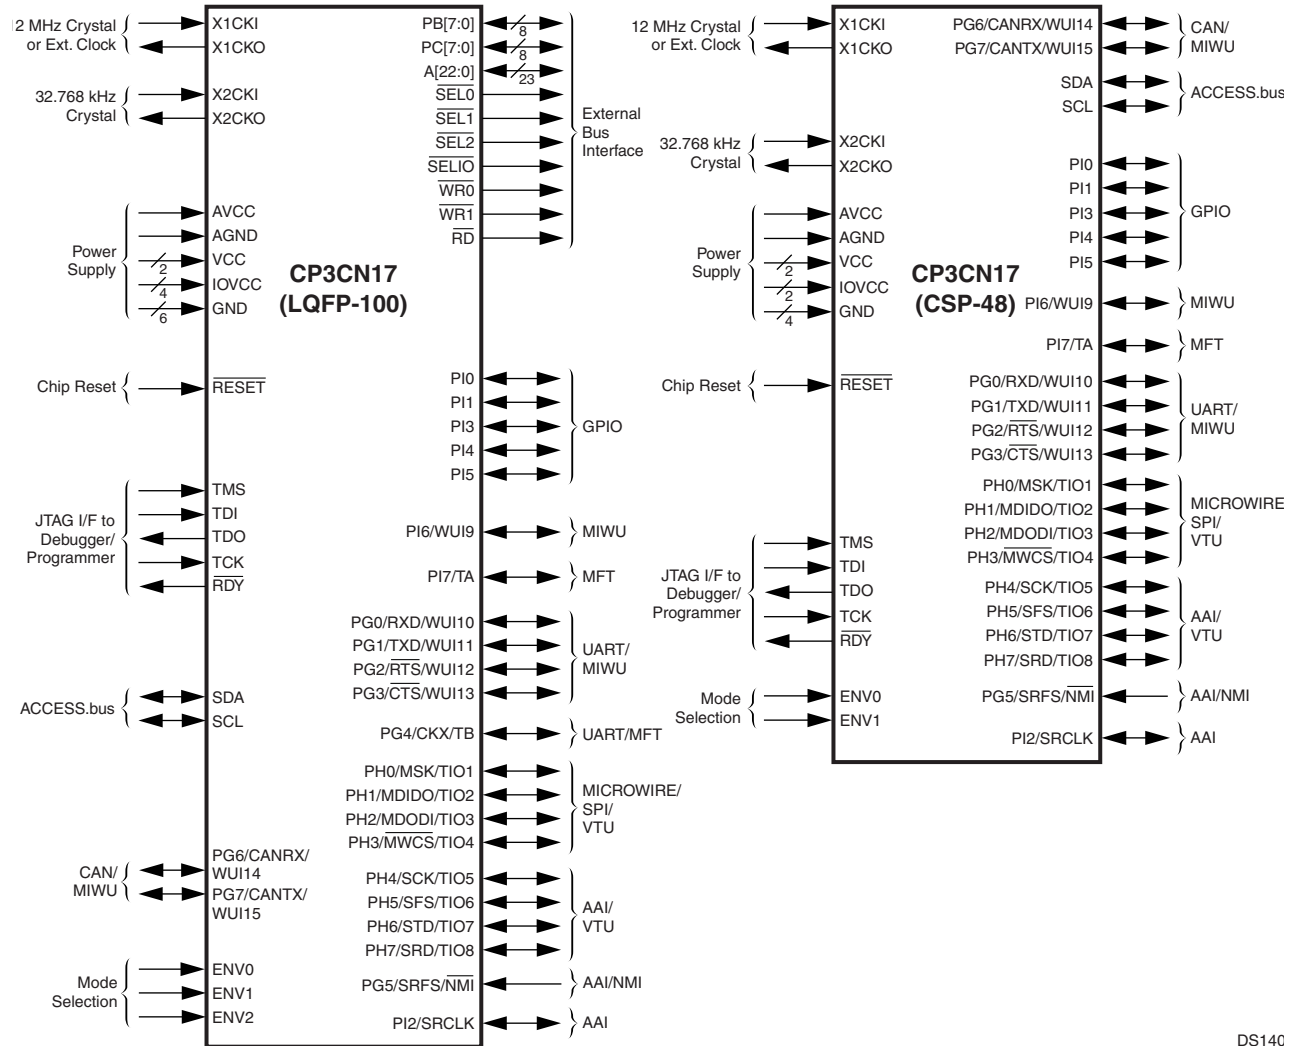 12 MHz Crystal
or Ext. Clock
X1CKI
X1CKO
32.768 kHz
Crystal
X2CKI
X2CKO
Power
Supply
AVCC
AGND
VCC
2
IOVCC
4
GND
6
Chip Reset
RESET
JTAG I/F to
Debugger/
Programmer
TMS
TDI
TDO
TCK
RDY
ACCESS.bus
SDA
SCL
CAN/
MIWU
PG6/CANRX/
WUI14
PG7/CANTX/
WUI15
Mode
Selection
ENV0
ENV1
ENV2
CP3CN17
(LQFP-100)
PB[7:0]
8
PC[7:0]
8
A[22:0]
23
SEL0
SEL1
SEL2
SELIO
WR0
WR1
RD
External
Bus
Interface
PI0
PI1
PI3
PI4
PI5
GPIO
PI6/WUI9
MIWU
PI7/TA
MFT
PG0/RXD/WUI10
PG1/TXD/WUI11
PG2/RTS/WUI12
PG3/CTS/WUI13
UART/
MIWU
PG4/CKX/TB
UART/MFT
PH0/MSK/TIO1
PH1/MDIDO/TIO2
PH2/MDODI/TIO3
PH3/MWCS/TIO4
MICROWIRE/
SPI/
VTU
PH4/SCK/TIO5
PH5/SFS/TIO6
PH6/STD/TIO7
PH7/SRD/TIO8
AAI/
VTU
PG5/SRFS/NMI
AAI/NMI
PI2/SRCLK
AAI
12 MHz Crystal
or Ext. Clock
X1CKI
X1CKO
32.768 kHz
Crystal
X2CKI
X2CKO
Power
Supply
AVCC
AGND
VCC
2
IOVCC
2
GND
4
Chip Reset
RESET
JTAG I/F to
Debugger/
Programmer
TMS
TDI
TDO
TCK
RDY
Mode
Selection
ENV0
ENV1
CP3CN17
(CSP-48)
PG6/CANRX/WUI14
PG7/CANTX/WUI15
CAN/
MIWU
SDA
SCL
ACCESS.bus
PI0
PI1
PI3
PI4
PI5
GPIO
PI6/WUI9
MIWU
PI7/TA
MFT
PG0/RXD/WUI10
PG1/TXD/WUI11
PG2/RTS/WUI12
PG3/CTS/WUI13
UART/
MIWU
PH0/MSK/TIO1
PH1/MDIDO/TIO2
PH2/MDODI/TIO3
PH3/MWCS/TIO4
MICROWIRE
SPI/
VTU
PH4/SCK/TIO5
PH5/SFS/TIO6
PH6/STD/TIO7
PH7/SRD/TIO8
AAI/
VTU
PG5/SRFS/NMI
AAI/NMI
PI2/SRCLK
AAI
DS140